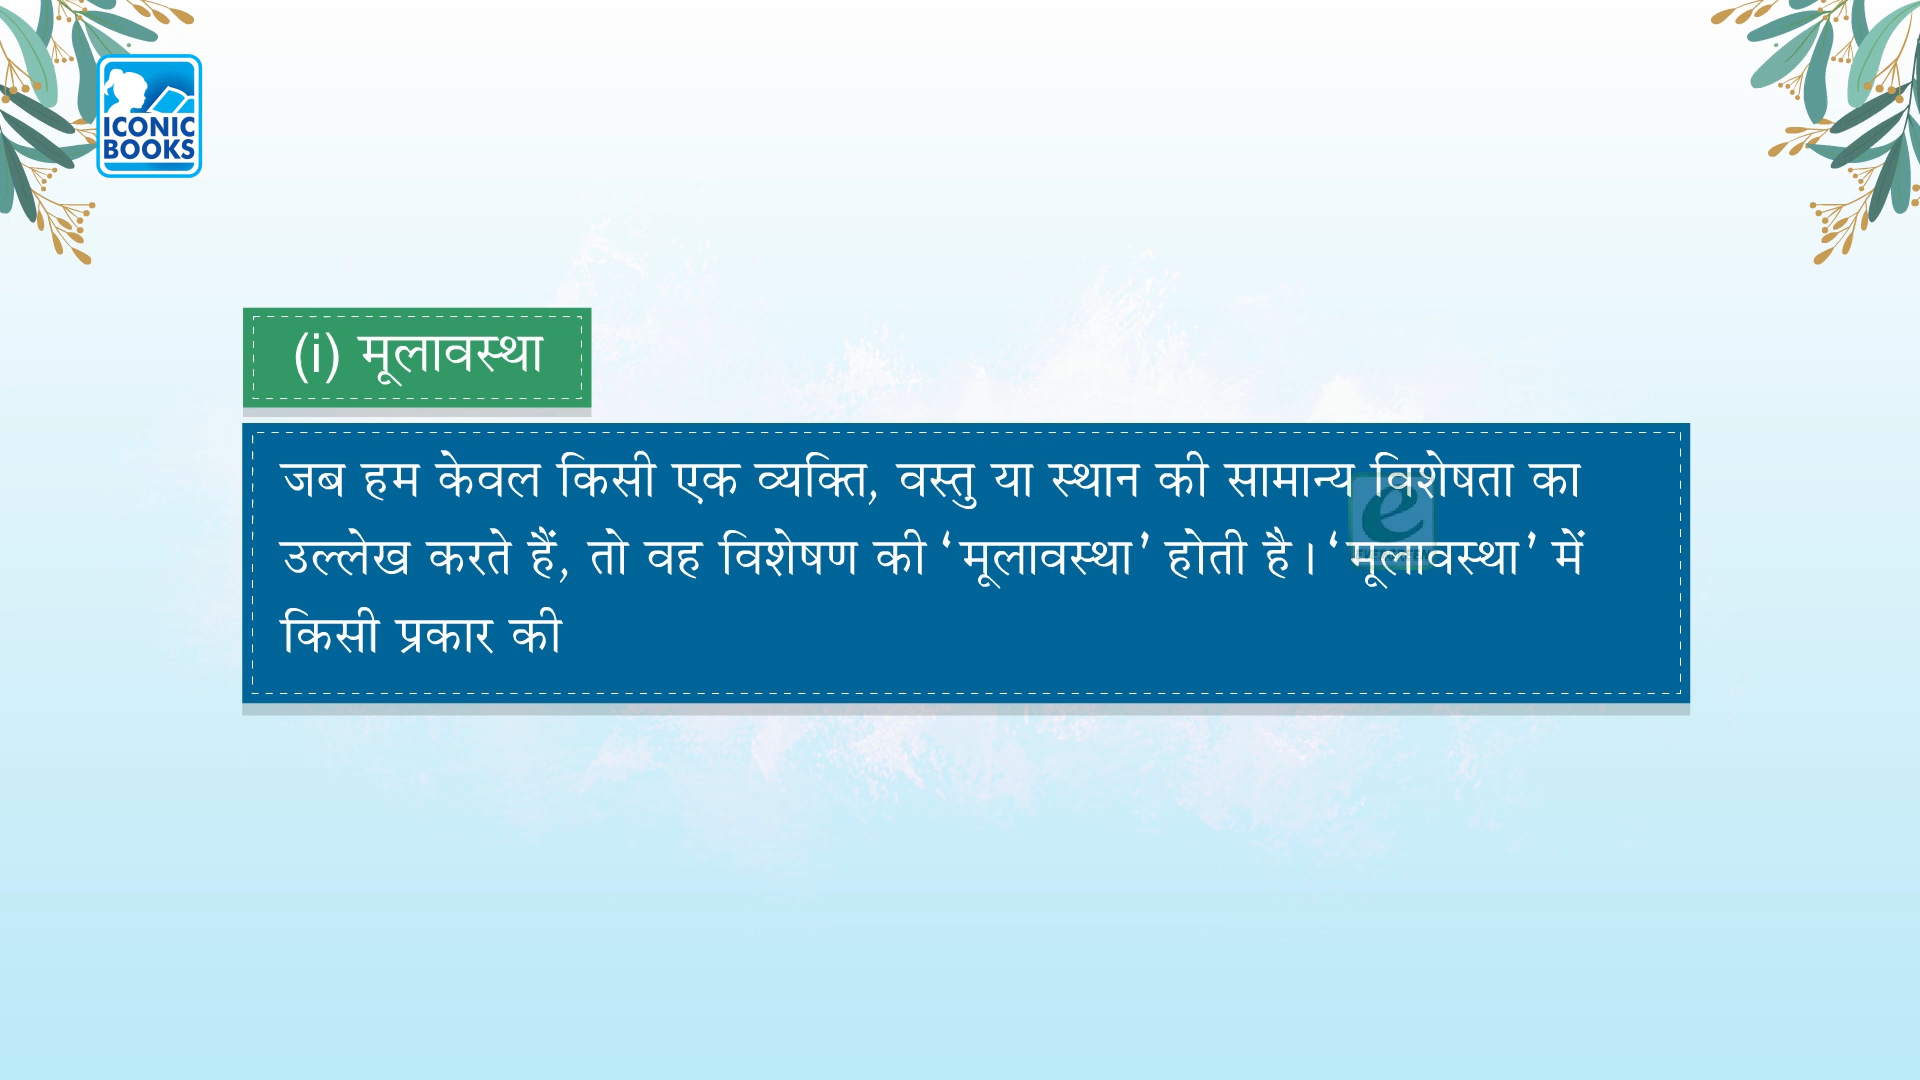 ICONIC
BOOKS
(i) मूलावस्था
जब हम केवल किसी एक व्यक्ति, वस्तु या स्थान की सामान्य विशेषता का
उल्लेख करते हैं, तो वह विशेषण की ‘मूलावस्था’ होती है। ‘मूलावस्था’ में
किसी प्रकार की